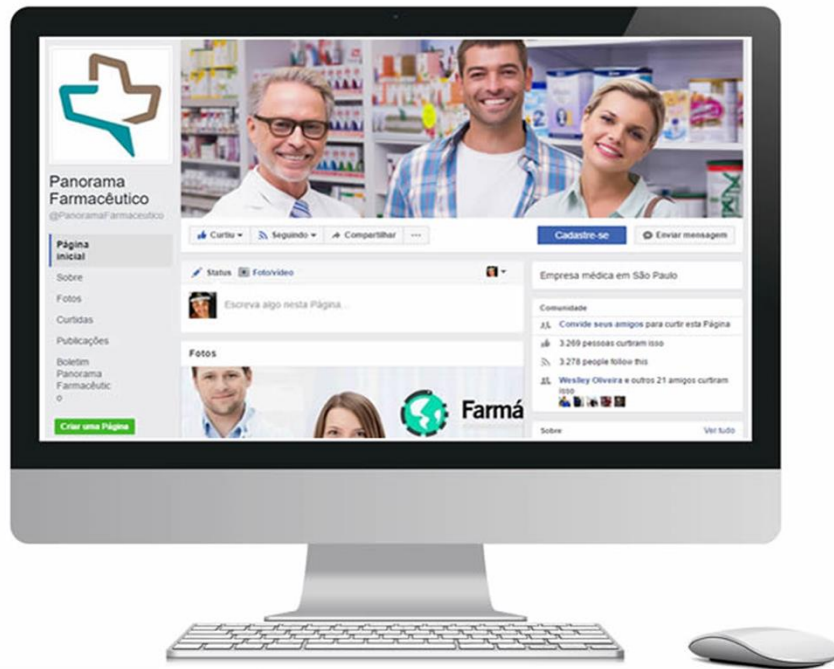 Panorama
Farmacêutico
@PanoramaFarmaceutico
Página
inicial
Sobre
Fotos
Curtidas
Publicações
Boletim
Panorama
Farmacêutic
o
Criar uma Página
Curtiu
Seguindo
Compartilhar
Cadastre-se
Enviar mensagem
Status
Foto/vídeo
Escreva algo nesta Página...
Fotos
Farmá
Empresa médica em São Paulo
Comunidade
Convide seus amigos para curtir esta Página
3.269 pessoas curtiram isso
3.278 people follow this
Weslley Oliveira e outros 21 amigos curtiram
isso
Sobre
Ver tudo